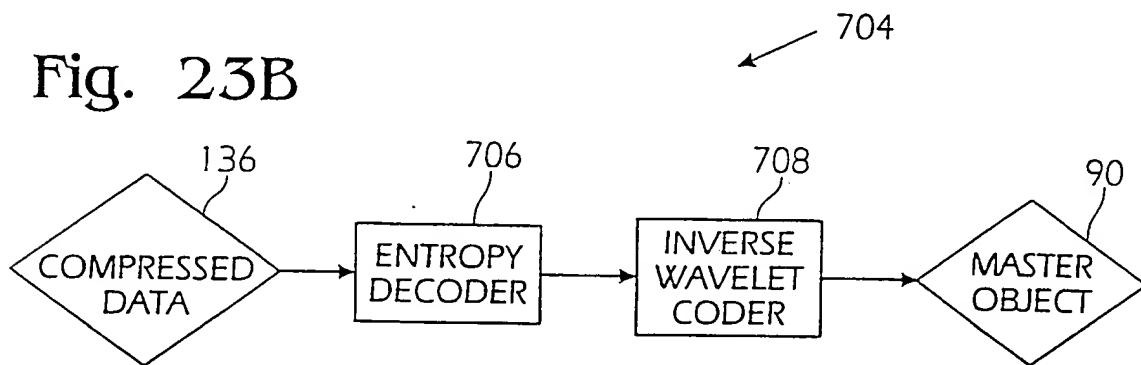 704
Fig. 23B
136
706
708
90
COMPRESSED
DATA
ENTROPY
DECODER
INVERSE
WAVELET
CODER
MASTER
OBJECT